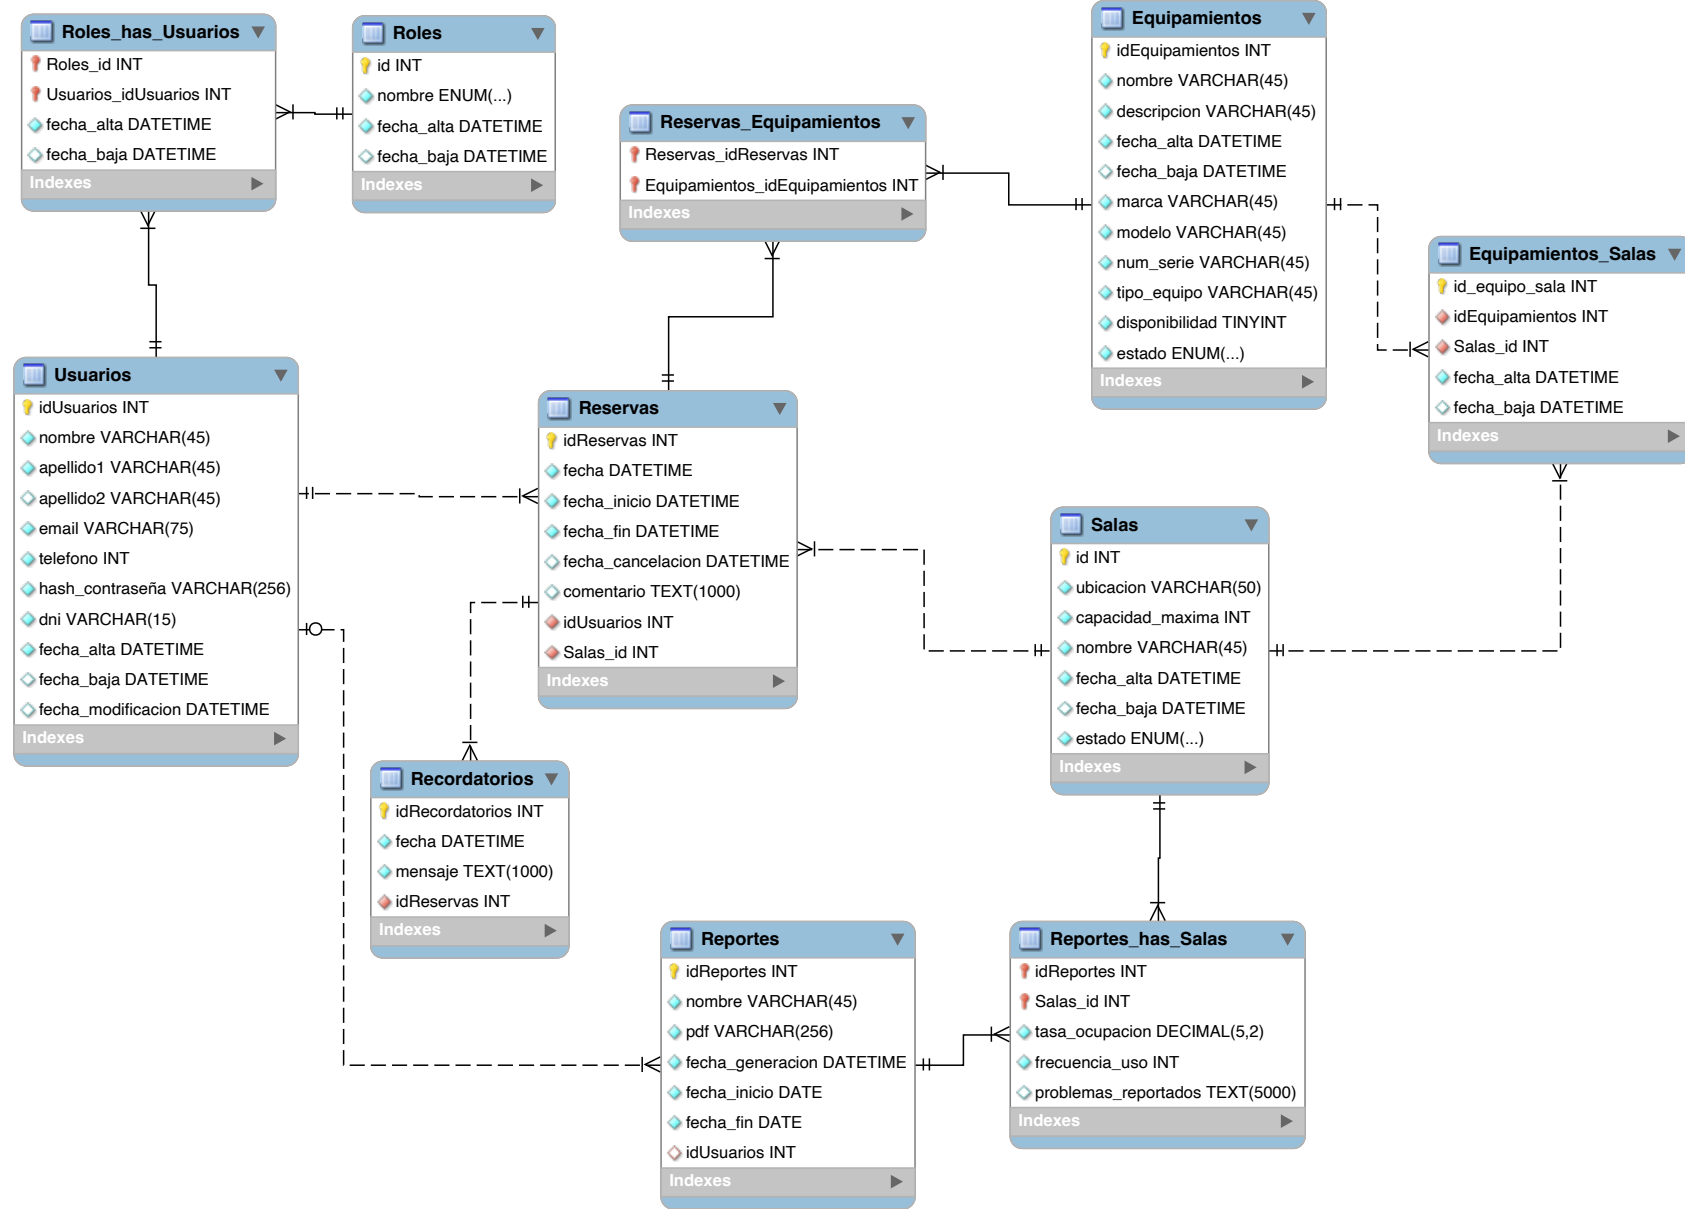 Roles_has_Usuarios
Roles_id INT
Usuarios_idUsuarios INT
fecha_alta DATETIME
fecha_baja DATETIME
Indexes
Roles
id INT
nombre ENUM(...)
fecha_alta DATETIME
fecha_baja DATETIME
Indexes
Reservas_Equipamientos
Reservas_idReservas INT
Equipamientos_idEquipamientos INT
Indexes
Equipamientos
idEquipamientos INT
nombre VARCHAR(45)
descripcion VARCHAR(45)
fecha_alta DATETIME
fecha_baja DATETIME
marca VARCHAR(45)
modelo VARCHAR(45)
num_serie VARCHAR(45)
tipo_equipo VARCHAR(45)
disponibilidad TINYINT
estado ENUM(...)
Indexes
Equipamientos_Salas
id_equipo_sala INT
idEquipamientos INT
Salas_id INT
fecha_alta DATETIME
fecha_baja DATETIME
Indexes
Usuarios
idUsuarios INT
nombre VARCHAR(45)
apellido1 VARCHAR(45)
apellido2 VARCHAR(45)
email VARCHAR(75)
telefono INT
hash_contraseña VARCHAR(256)
dni VARCHAR(15)
fecha_alta DATETIME
fecha_baja DATETIME
fecha_modificacion DATETIME
Indexes
Reservas
idReservas INT
fecha DATETIME
fecha_inicio DATETIME
fecha_fin DATETIME
fecha_cancelacion DATETIME
comentario TEXT(1000)
idUsuarios INT
Salas_id INT
Indexes
Salas
id INT
ubicacion VARCHAR(50)
capacidad_maxima INT
nombre VARCHAR(45)
fecha_alta DATETIME
fecha_baja DATETIME
estado ENUM(...)
Indexes
Recordatorios
idRecordatorios INT
fecha DATETIME
mensaje TEXT(1000)
idReservas INT
Indexes
Reportes
idReportes INT
nombre VARCHAR(45)
pdf VARCHAR(256)
fecha_generacion DATETIME
fecha_inicio DATE
fecha_fin DATE
idUsuarios INT
Indexes
Reportes_has_Salas
idReportes INT
Salas_id INT
tasa_ocupacion DECIMAL(5,2)
frecuencia_uso INT
problemas_reportados TEXT(5000)
Indexes